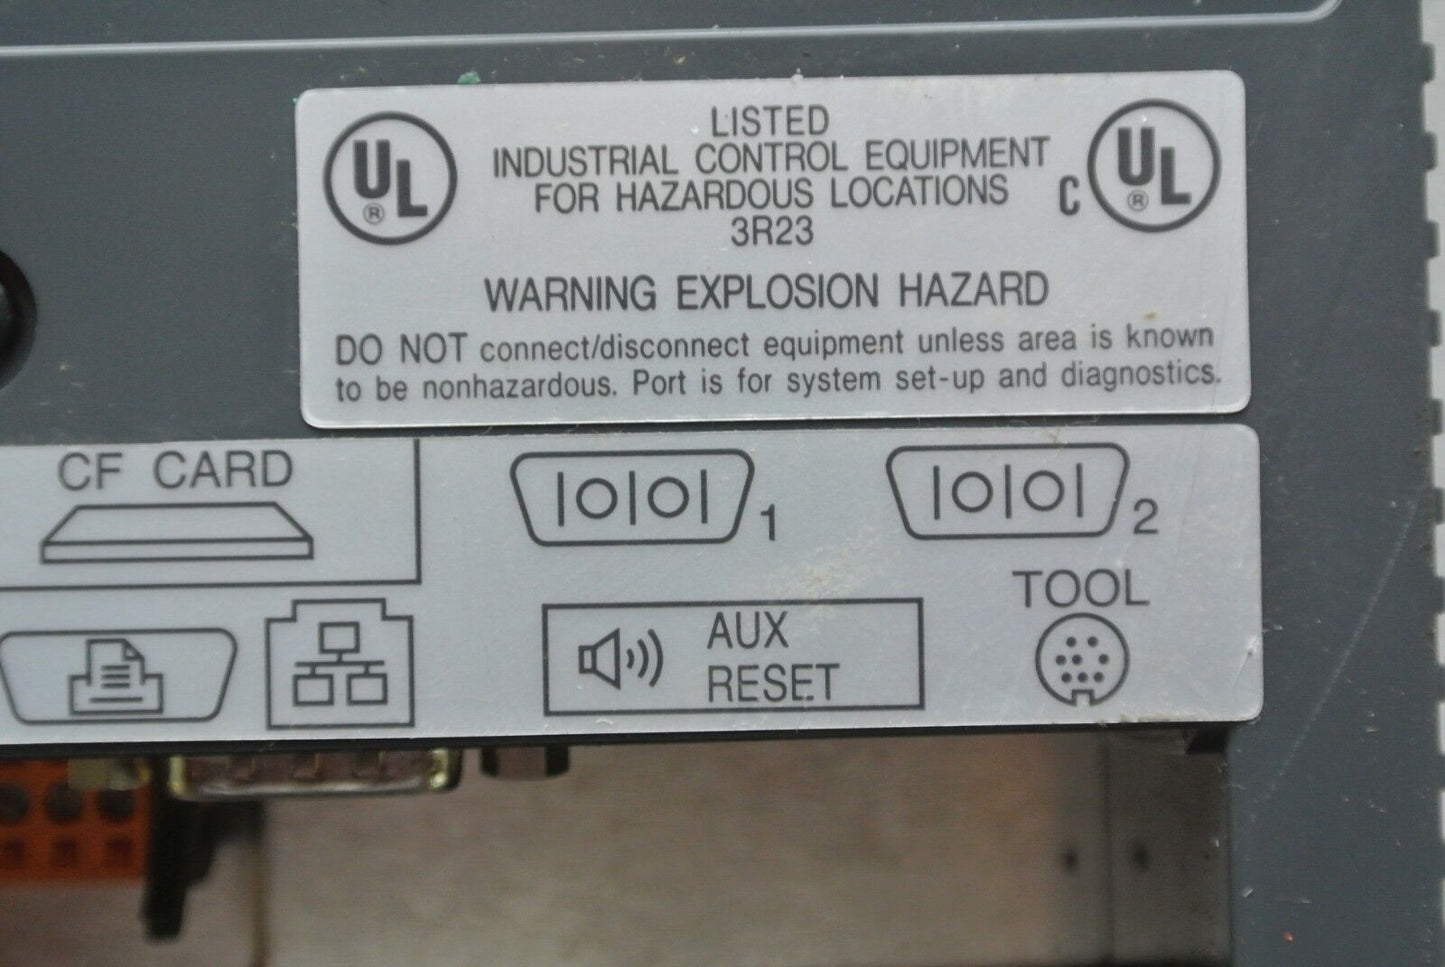 UL ®
LISTED
INDUSTRIAL CONTROL EQUIPMENT
FOR HAZARDOUS LOCATIONS
3R23
C UL ®
WARNING EXPLOSION HAZARD
DO NOT connect/disconnect equipment unless area is known
to be nonhazardous. Port is for system set-up and diagnostics.
CF CARD
|O|O| 1
|O|O| 2
AUX
RESET
TOOL